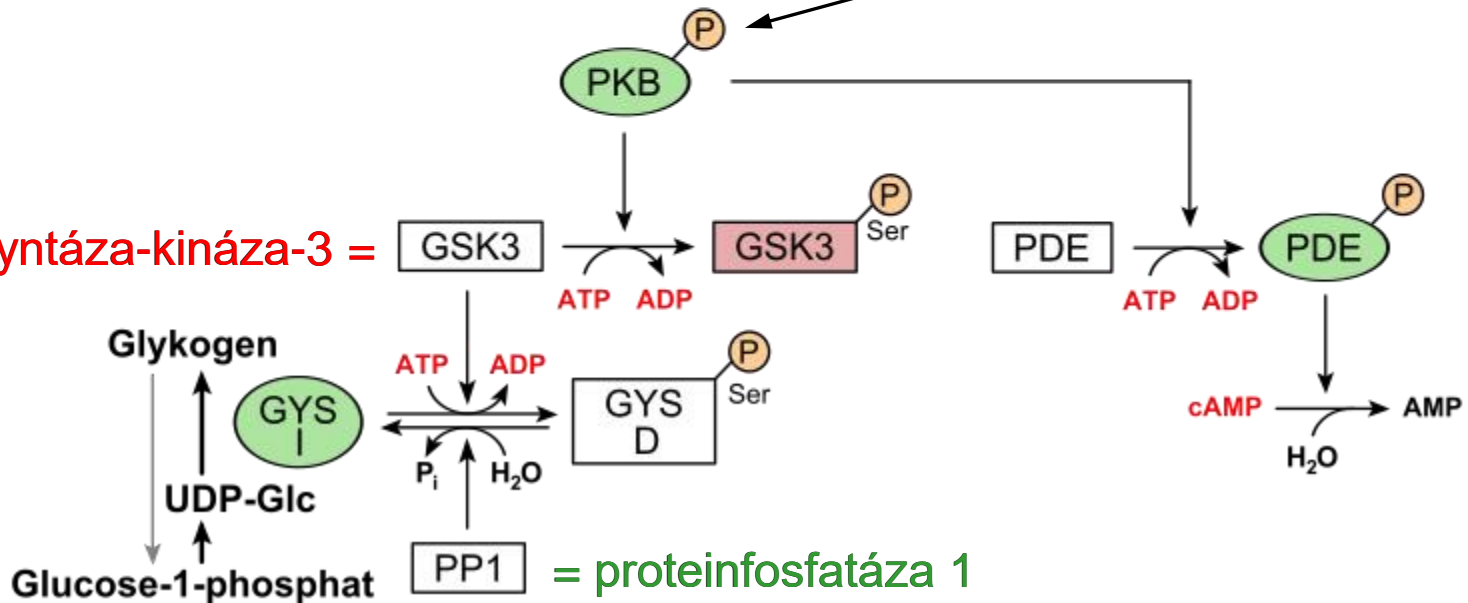 P
PKB
P
P
yntáza-kináza-3 =
GSK3
GSK3
Ser
PDE
PDE
ATP ADP
ATP ADP
Glykogen
ATP ADP
P
GYS
I
GYS
D
Ser
cAMP
AMP
Pi H2O
H2O
UDP-Glc
PP1
= proteinfosfatáza 1
Glucose-1-phosphat